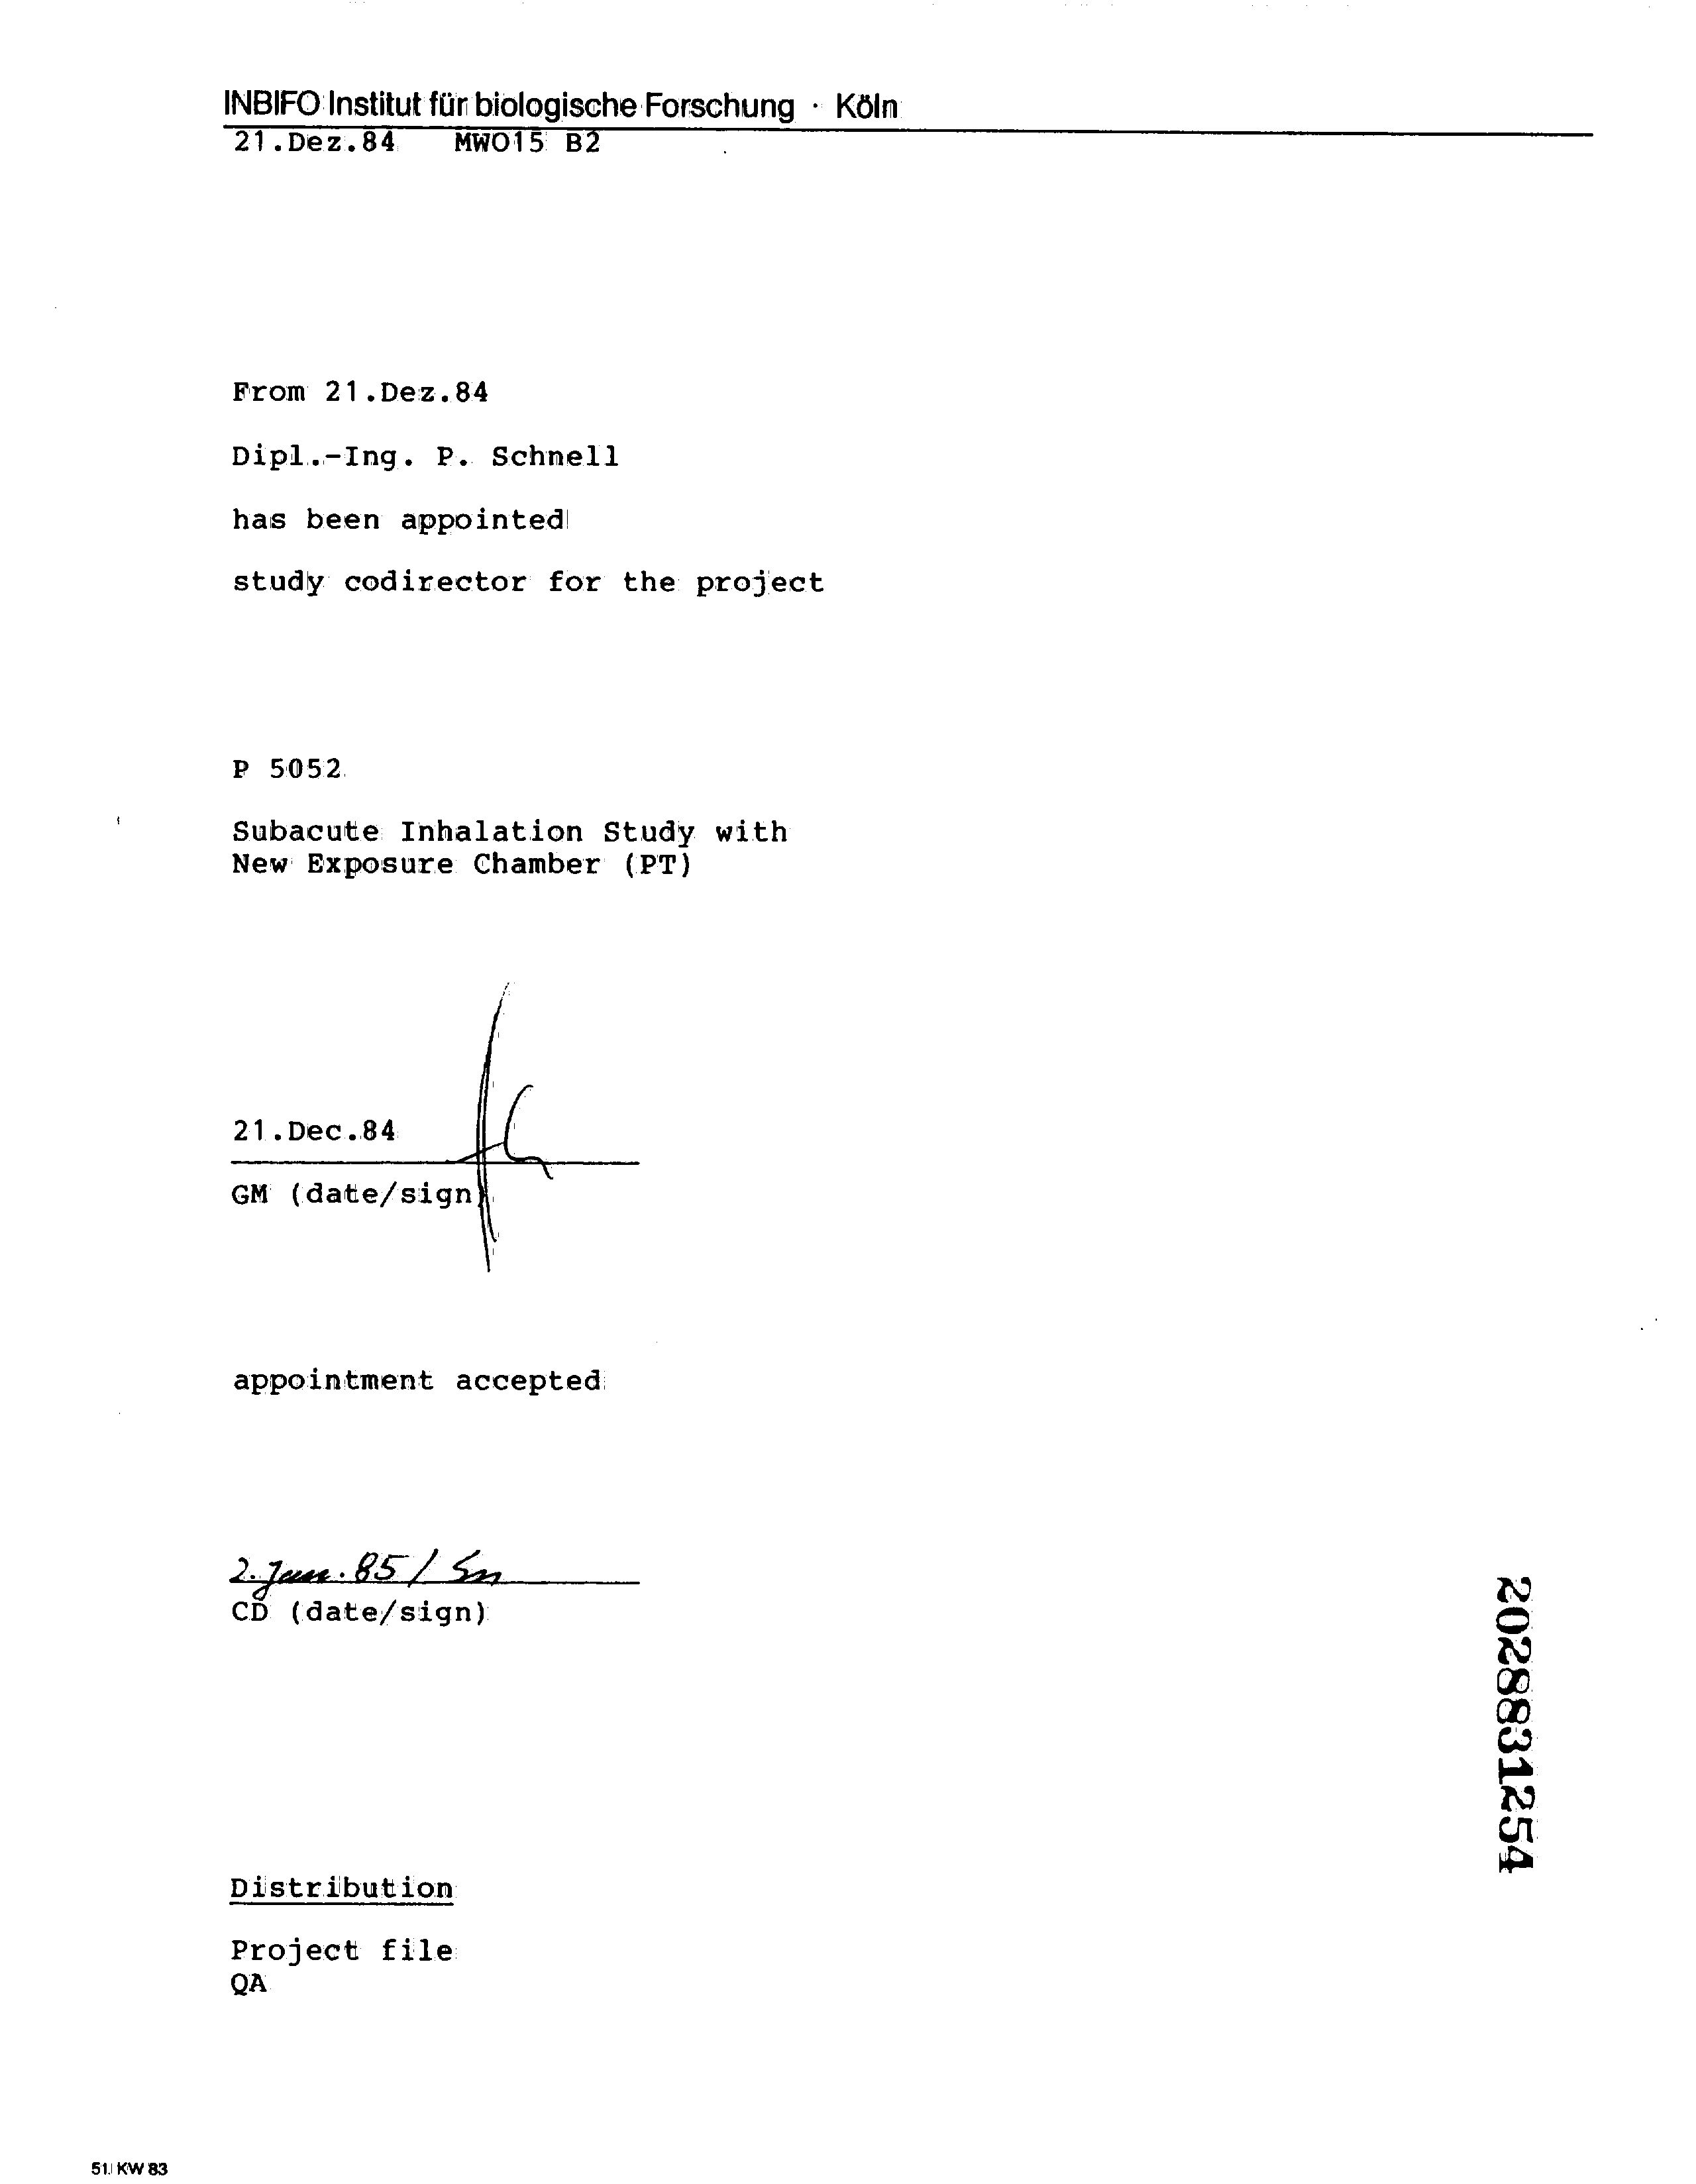 INBIFO Institut für biologische Forschung · Köln
21.Dez.84 MW015 B2
From 21.Dez.84
Dipl.-Ing. P. Schnell
has been appointed
study codirector for the project
P 5052
Subacute Inhalation Study with
New Exposure Chamber (PT)
21.Dec.84
GM (date/sign)
appointment accepted
2. Jan. 85 / Sn
CD (date/sign)
2028831254
Distribution
Project file
QA
51. KW 83